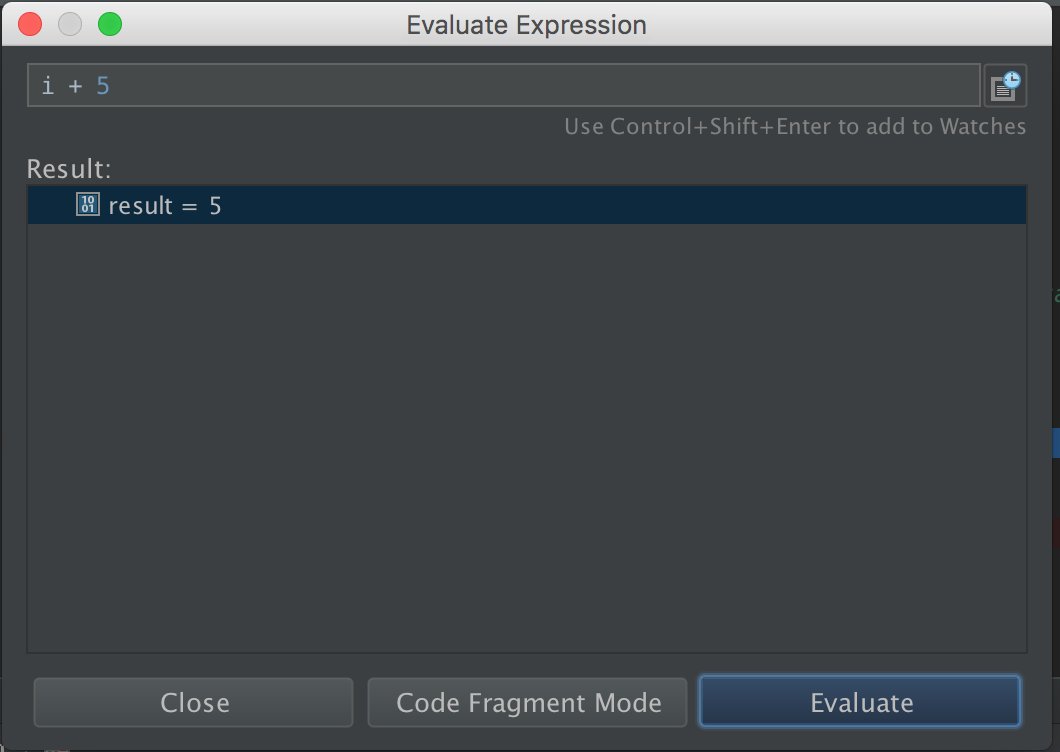 Evaluate Expression
i + 5
Use Control+Shift+Enter to add to Watches
Result:
10
01
result = 5
Close
Code Fragment Mode
Evaluate